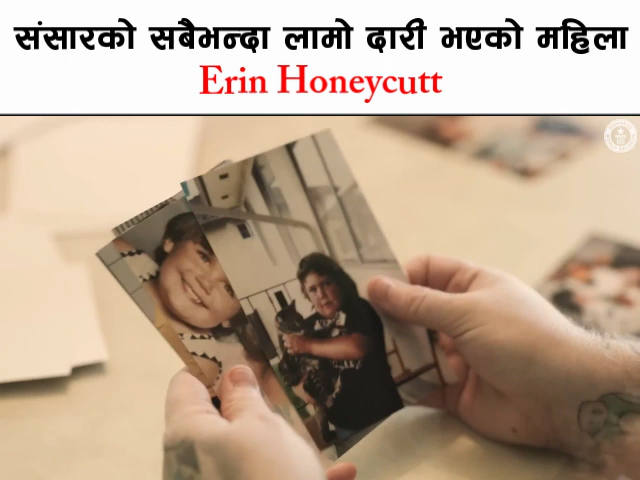 संसारको सबैभन्दा लामो दारी भएको महिला
Erin Honeycutt